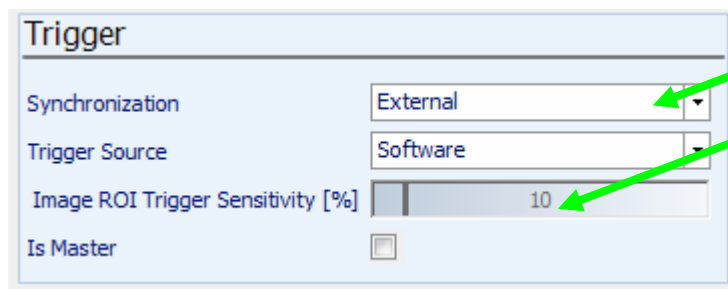 Trigger
Synchronization External
Trigger Source Software
Image ROI Trigger Sensitivity [%] 10
Is Master